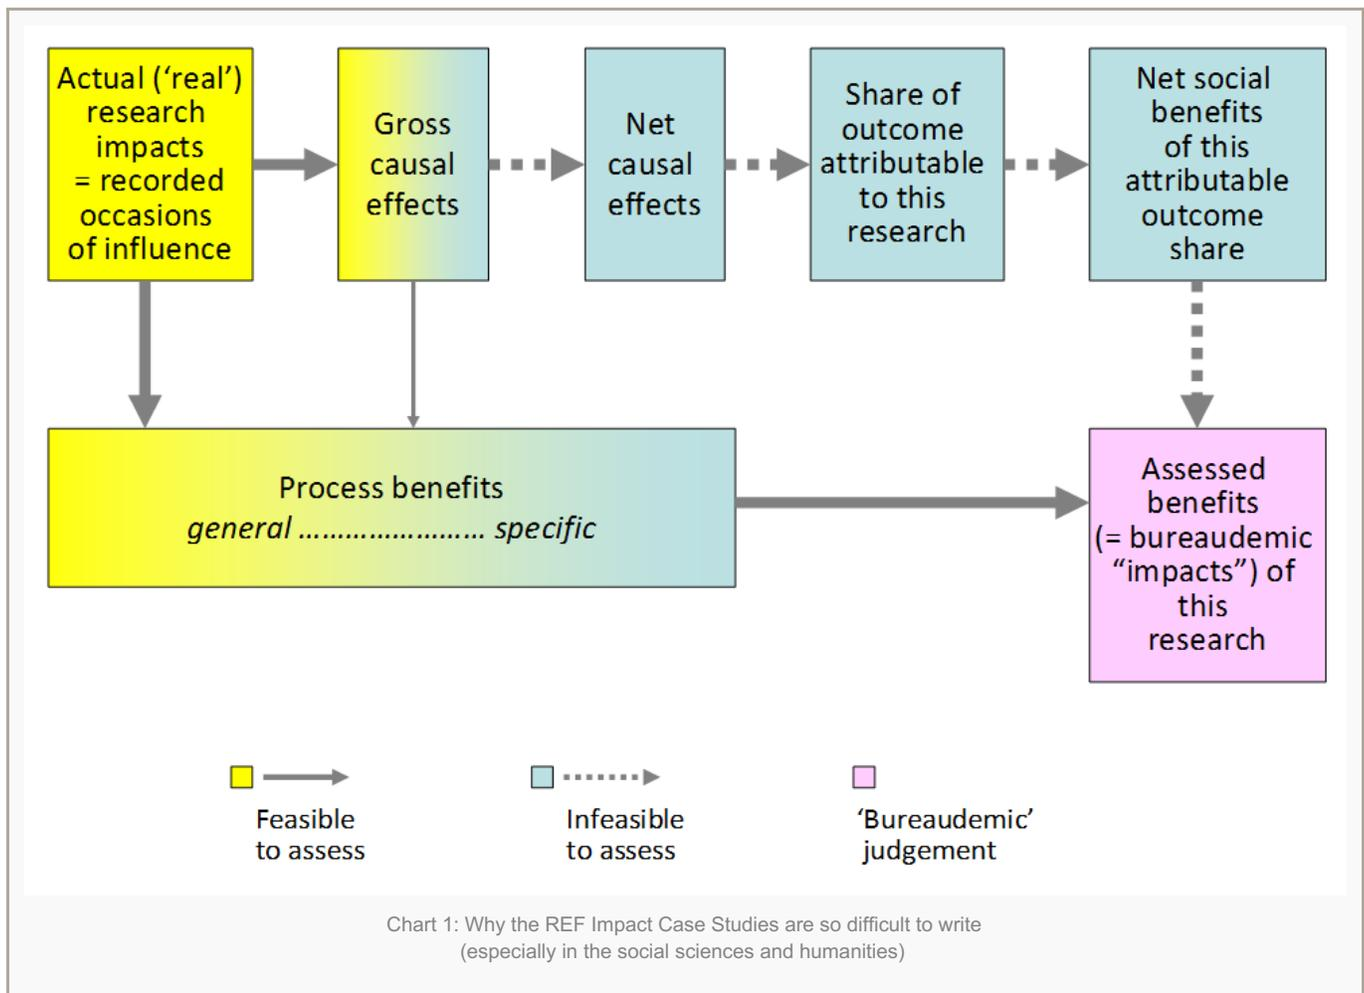 Actual (‘real’)
research
impacts
= recorded
occasions
of influence
Gross
causal
effects
Net
causal
effects
Share of
outcome
attributable
to this
research
Net social
benefits
of this
attributable
outcome
share
Process benefits
general ………………… specific
Assessed
benefits
(= bureaudemic
“impacts”) of
this
research
Feasible
to assess
Infeasible
to assess
‘Bureaudemic’
judgement
Chart 1: Why the REF Impact Case Studies are so difficult to write
(especially in the social sciences and humanities)